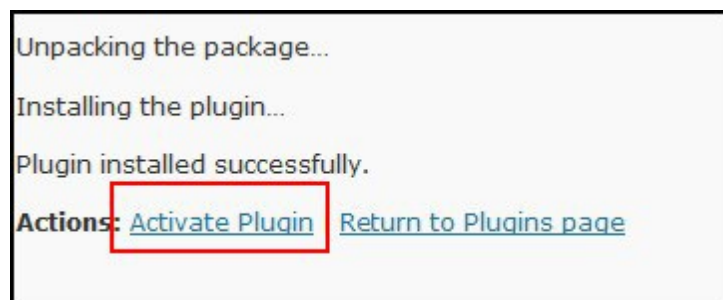 Unpacking the package…
Installing the plugin…
Plugin installed successfully.
Actions: Activate Plugin Return to Plugins page